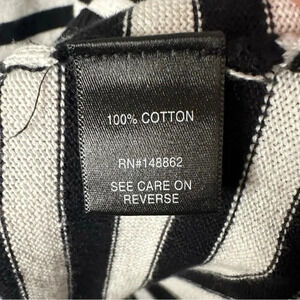 100% COTTON
RN#148862
SEE CARE ON
REVERSE